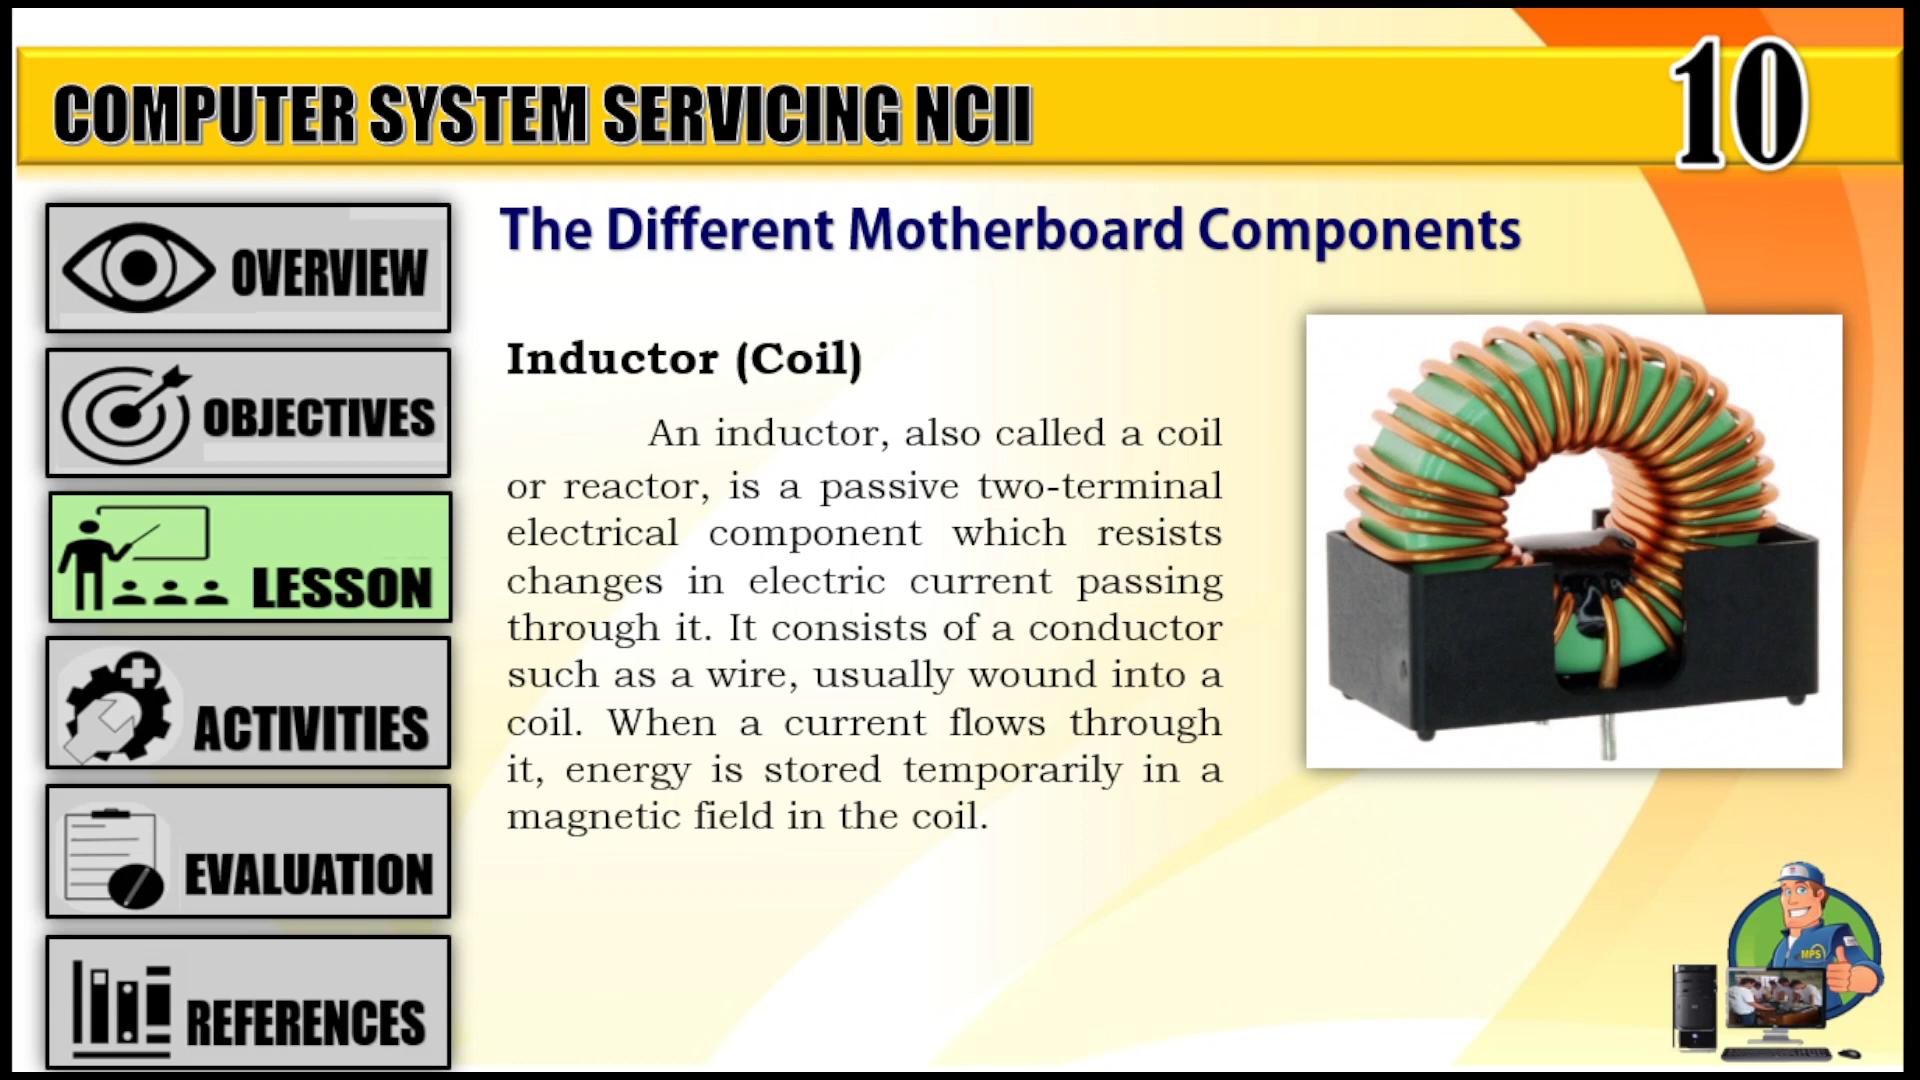 COMPUTER SYSTEM SERVICING NCII
10
OVERVIEW
OBJECTIVES
LESSON
ACTIVITIES
EVALUATION
REFERENCES
The Different Motherboard Components
Inductor (Coil)
An inductor, also called a coil
or reactor, is a passive two-terminal
electrical component which resists
changes in electric current passing
through it. It consists of a conductor
such as a wire, usually wound into a
coil. When a current flows through
it, energy is stored temporarily in a
magnetic field in the coil.
MPS